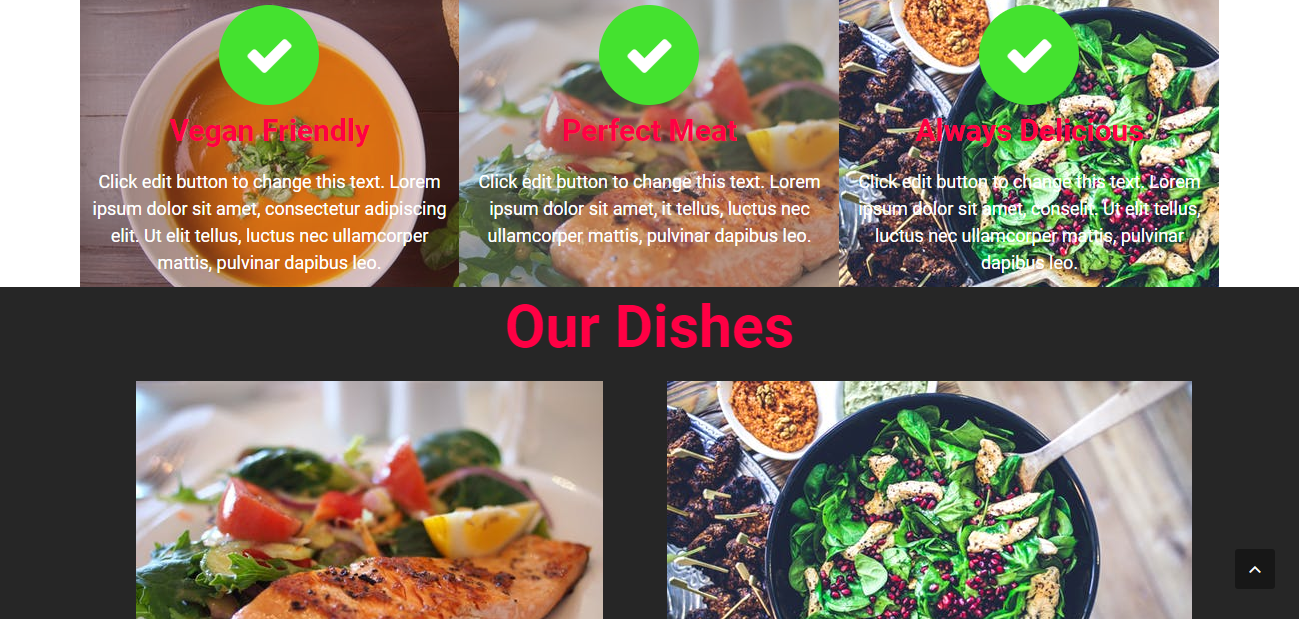 Vegan Friendly
Click edit button to change this text. Lorem
ipsum dolor sit amet, consectetur adipiscing
elit. Ut elit tellus, luctus nec ullamcorper
mattis, pulvinar dapibus leo.
Perfect Meat
Click edit button to change this text. Lorem
ipsum dolor sit amet, it tellus, luctus nec
ullamcorper mattis, pulvinar dapibus leo.
Always Delicious
Click edit button to change this text. Lorem
ipsum dolor sit amet, conselit. Ut elit tellus,
luctus nec ullamcorper mattis, pulvinar
dapibus leo.
Our Dishes